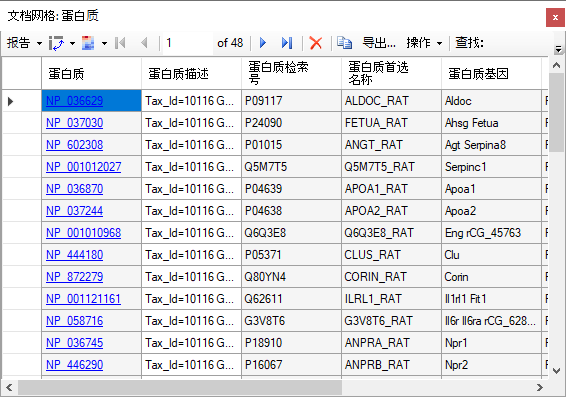 文档网格: 蛋白质
报告 1 of 48 导出... 操作 查找:
蛋白质 蛋白质描述 蛋白质检索号 蛋白质首选名称 蛋白质基因
NP_036629 Tax_Id=10116 G... P09117 ALDOC_RAT Aldoc
NP_037030 Tax_Id=10116 G... P24090 FETUA_RAT Ahsg Fetua
NP_602308 Tax_Id=10116 G... P01015 ANGT_RAT Agt Serpina8
NP_001012027 Tax_Id=10116 G... Q5M7T5 Q5M7T5_RAT Serpinc1
NP_036870 Tax_Id=10116 G... P04639 APOA1_RAT Apoa1
NP_037244 Tax_Id=10116 G... P04638 APOA2_RAT Apoa2
NP_001010968 Tax_Id=10116 G... Q6Q3E8 Q6Q3E8_RAT Eng rCG_45763
NP_444180 Tax_Id=10116 G... P05371 CLUS_RAT Clu
NP_872279 Tax_Id=10116 G... Q80YN4 CORIN_RAT Corin
NP_001121161 Tax_Id=10116 G... Q62611 ILRL1_RAT Il1rl1 Fit1
NP_058716 Tax_Id=10116 G... G3V8T6 G3V8T6_RAT Il6r Il6ra rCG_628...
NP_036745 Tax_Id=10116 G... P18910 ANPRA_RAT Npr1
NP_446290 Tax_Id=10116 G... P16067 ANPRB_RAT Npr2